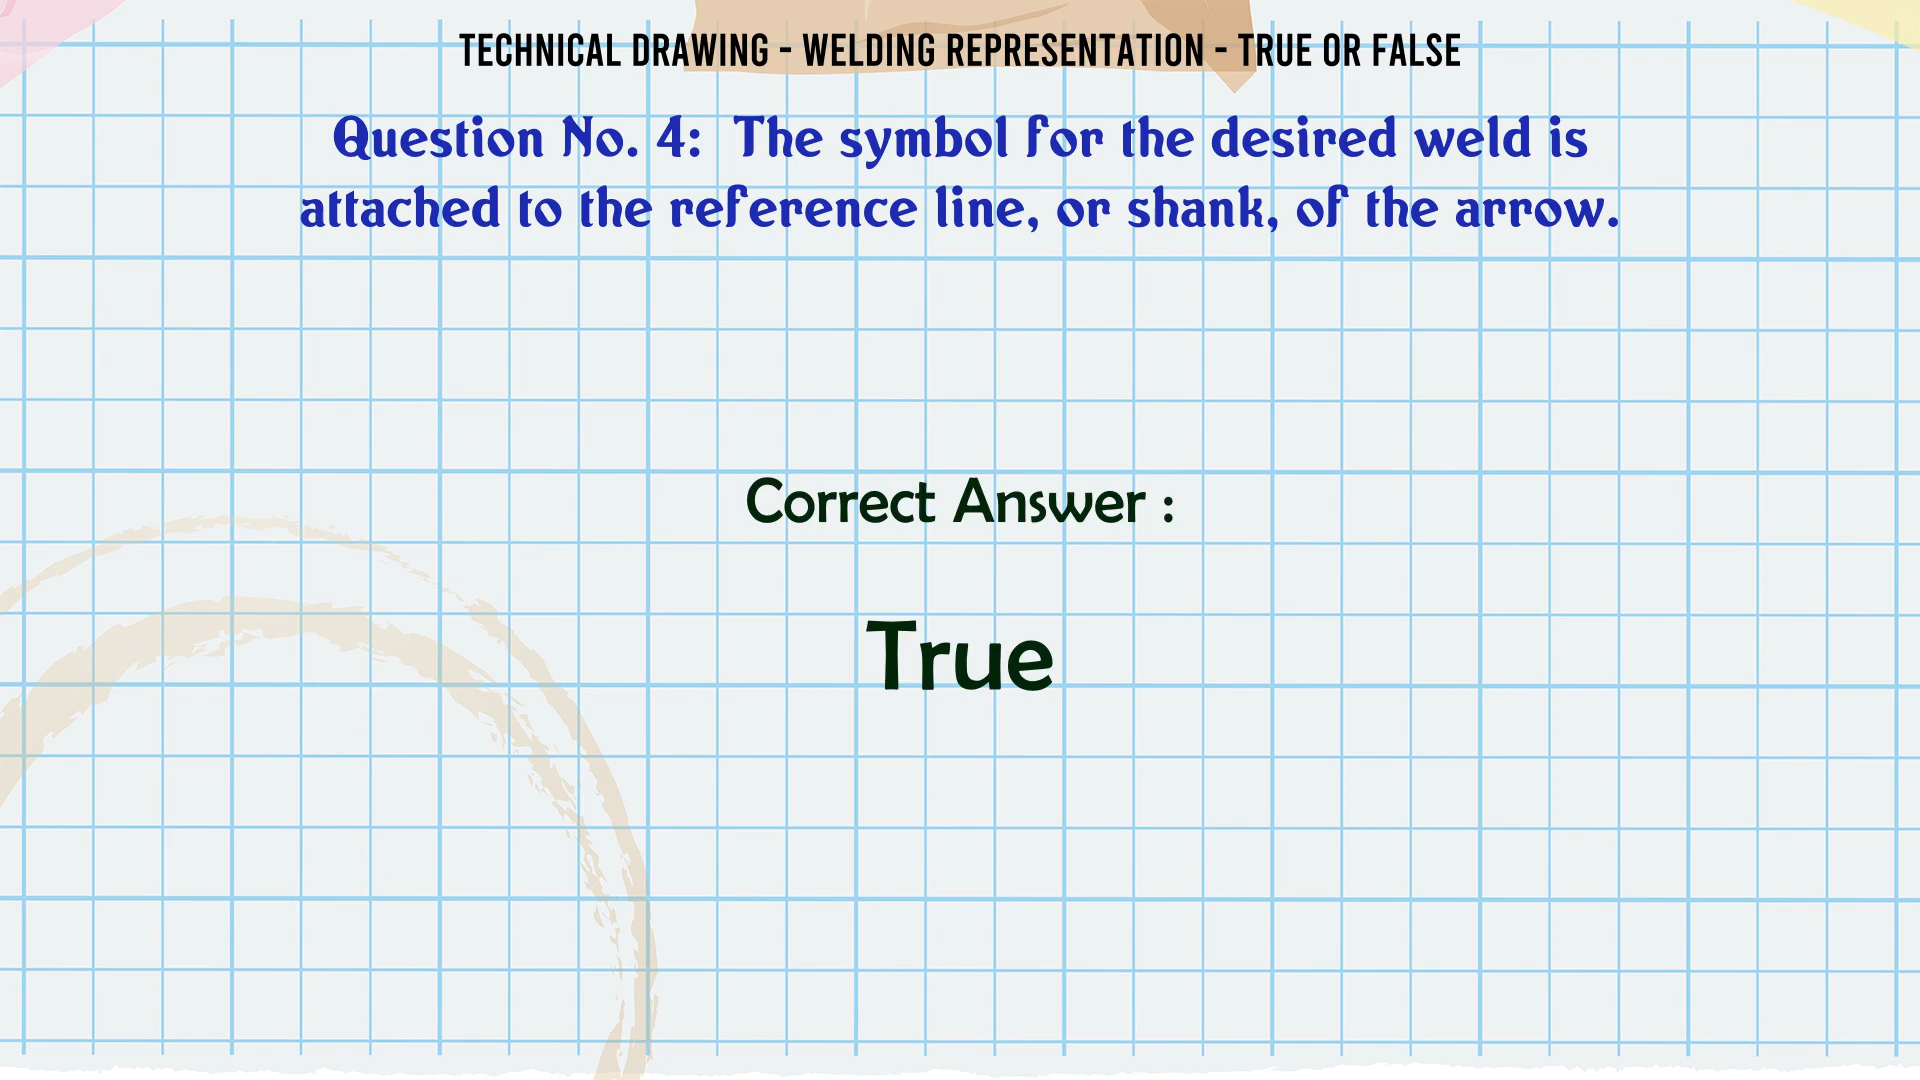 TECHNICAL DRAWING - WELDING REPRESENTATION - TRUE OR FALSE
Question No. 4:  The symbol for the desired weld is
attached to the reference line, or shank, of the arrow.
Correct Answer :
True